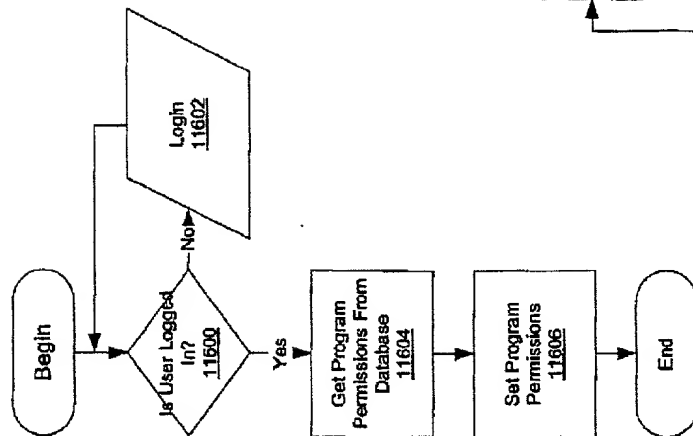 Begin
Is User Logged
In?
11600
No
Login
11602
Yes
Get Program
Permissions From
Database
11604
Set Program
Permissions
11606
End